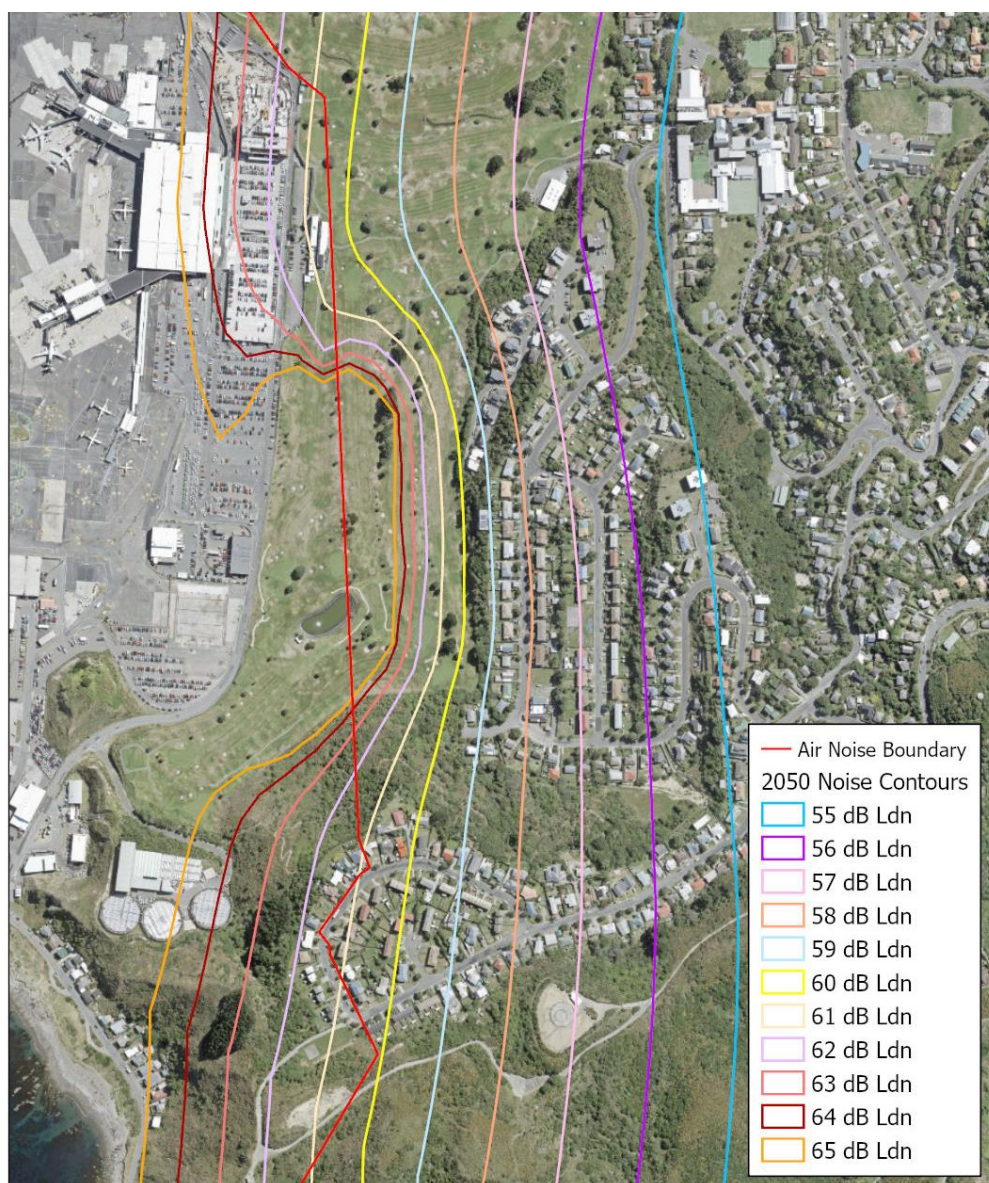 Air Noise Boundary
2050 Noise Contours
55 dB Ldn
56 dB Ldn
57 dB Ldn
58 dB Ldn
59 dB Ldn
60 dB Ldn
61 dB Ldn
62 dB Ldn
63 dB Ldn
64 dB Ldn
65 dB Ldn